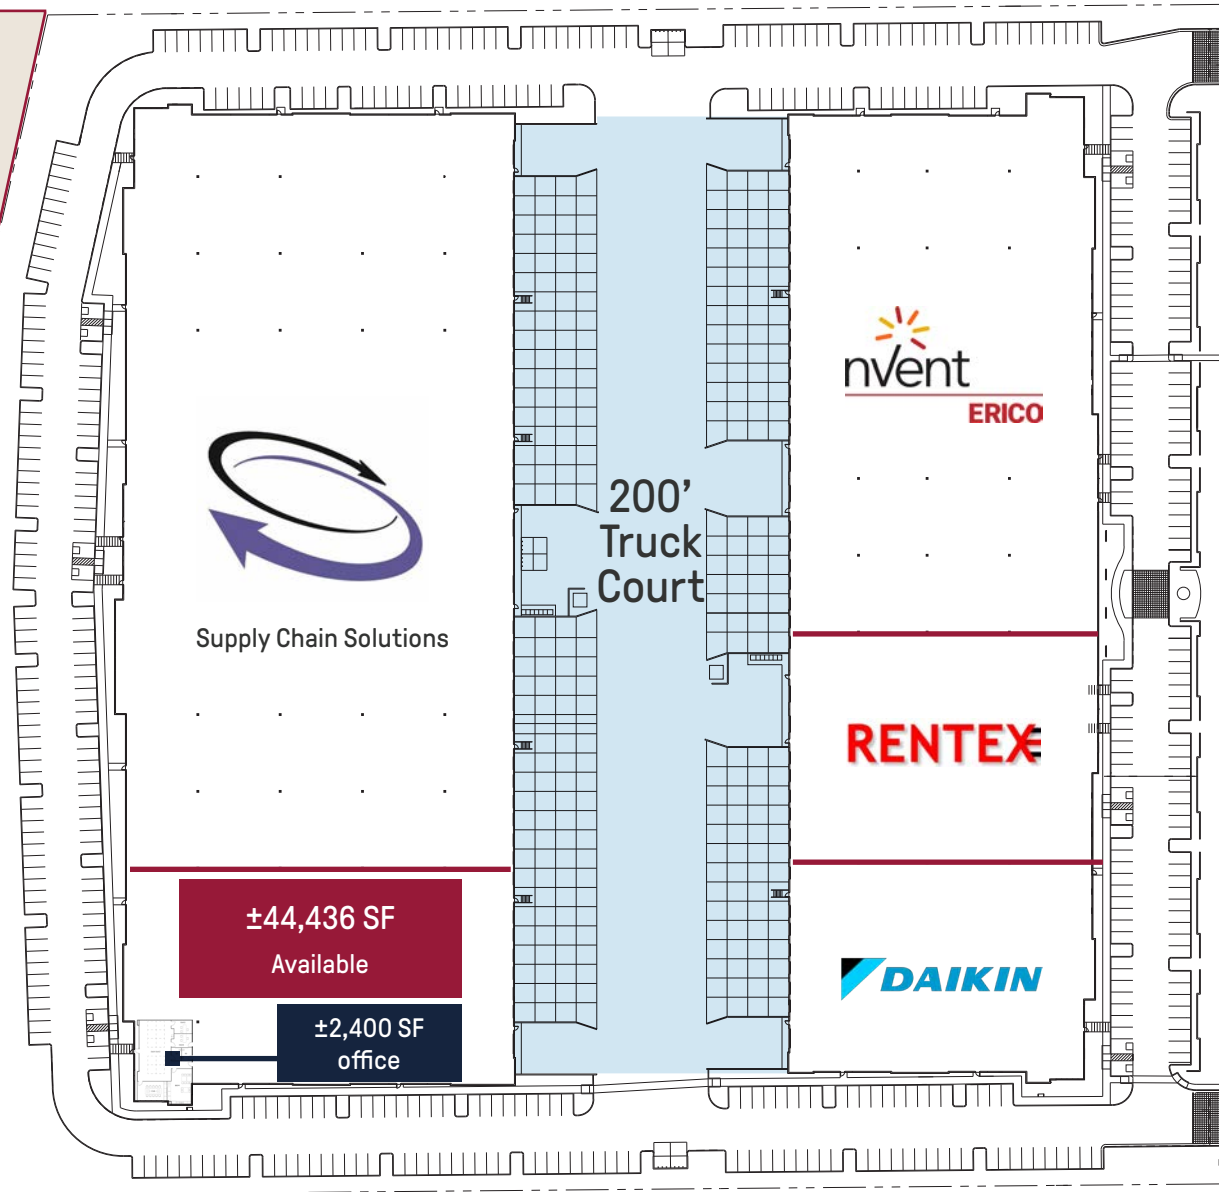 nVent
ERICO
200’
Truck
Court
Supply Chain Solutions
RENTEX
±44,436 SF
Available
DAIKIN
±2,400 SF
office